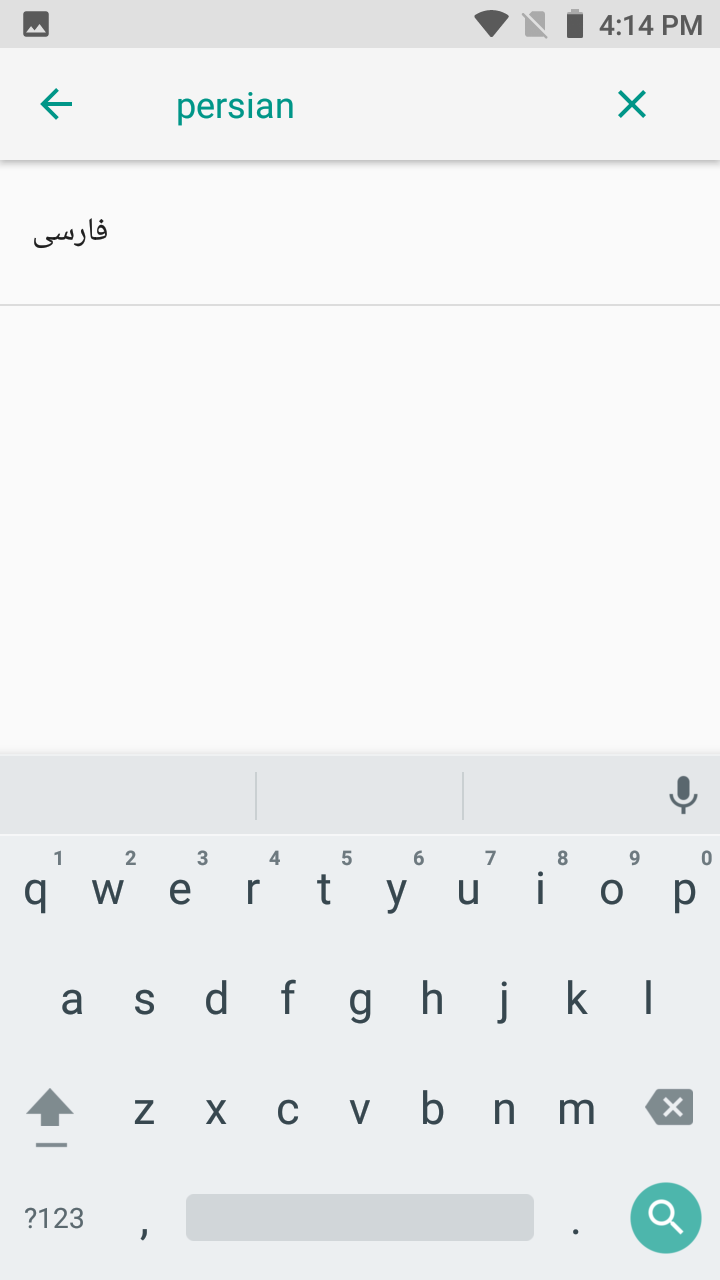 4:14 PM
persian
فارسی
1 2 3 4 5 6 7 8 9 0
q w e r t y u i o p
a s d f g h j k l
z x c v b n m
?123 , .